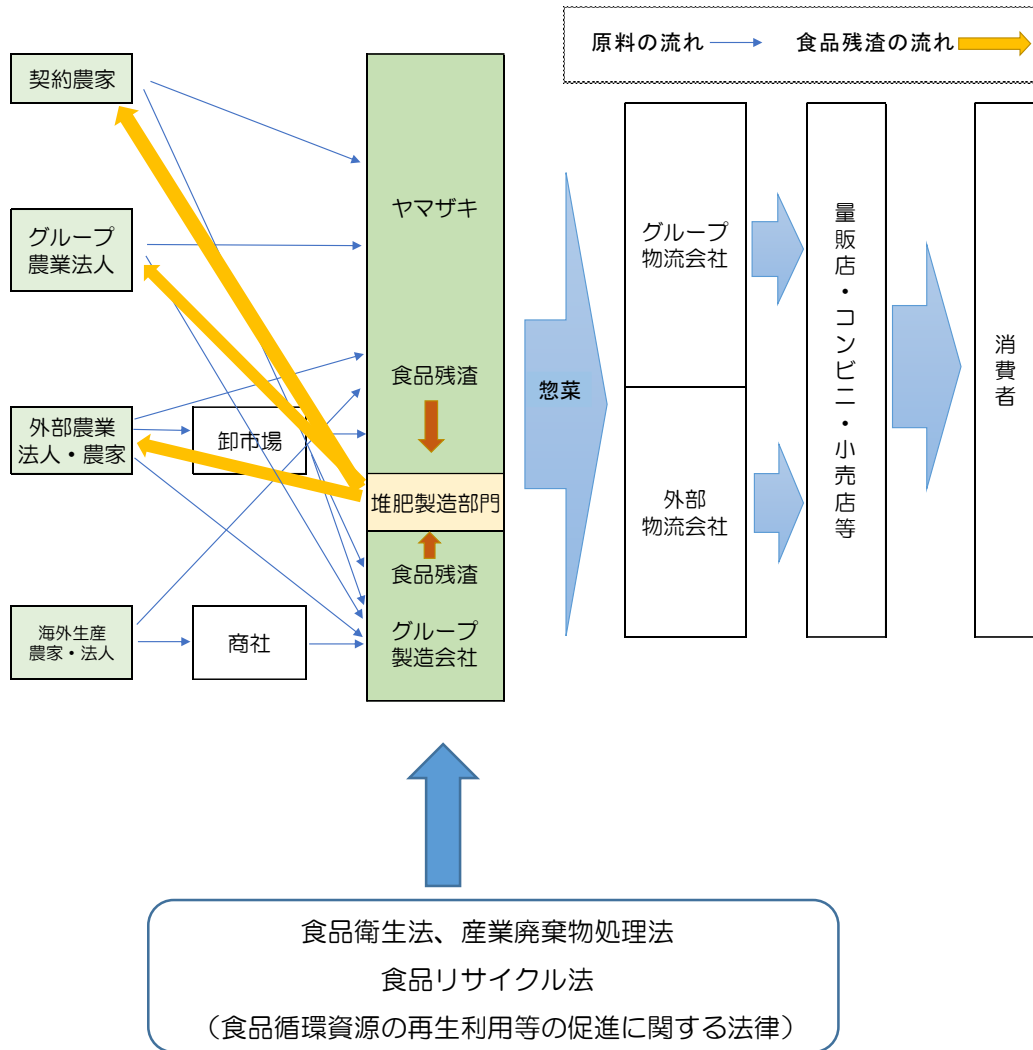 原料の流れ
食品残渣の流れ
契約農家
グループ
農業法人
外部農業
法人・農家
海外生産
農家・法人
卸市場
商社
ヤマザキ
食品残渣
堆肥製造部門
食品残渣
グループ
製造会社
惣菜
グループ
物流会社
外部
物流会社
量販店・コンビニ・小売店等
消費者
食品衛生法、産業廃棄物処理法
食品リサイクル法
（食品循環資源の再生利用等の促進に関する法律）